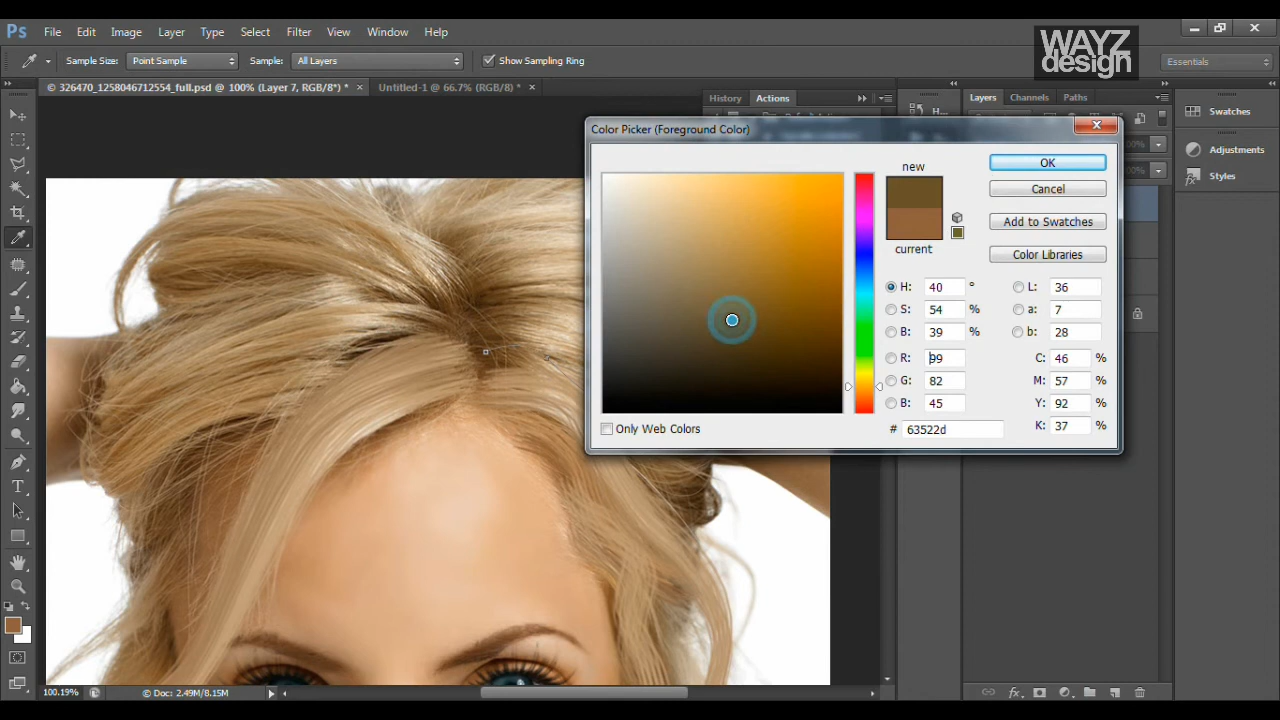 Ps File Edit Image Layer Type Select Filter View Window Help
WAYZ
design
Sample Size: Point Sample Sample: All Layers Show Sampling Ring
Essentials
© 326470_1258046712554_full.psd @ 100% (Layer 7, RGB/8*) * ×
Untitled-1 @ 66.7% (RGB/8) * ×
History Actions
Layers Channels Paths
Swatches
Adjustments
Styles
Color Picker (Foreground Color)
new
current
OK
Cancel
Add to Swatches
Color Libraries
H: 40 °
S: 54 %
B: 39 %
R: 99
G: 82
B: 45
L: 36
a: 7
b: 28
C: 46 %
M: 57 %
Y: 92 %
K: 37 %
# 63522d
Only Web Colors
100.19%
© Doc: 2.49M/8.15M
fx